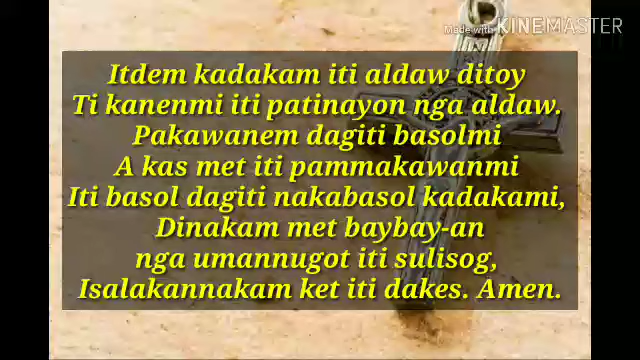 Made with KINEMASTER
Itdem kadakam iti aldaw ditoy
Ti kanenmi iti patinayon nga aldaw.
Pakawanem dagiti basolmi
A kas met iti pammakawanmi
Iti basol dagiti nakabasol kadakami,
Dinakam met baybay-an
nga umannugot iti sulisog,
Isalakannakam ket iti dakes. Amen.